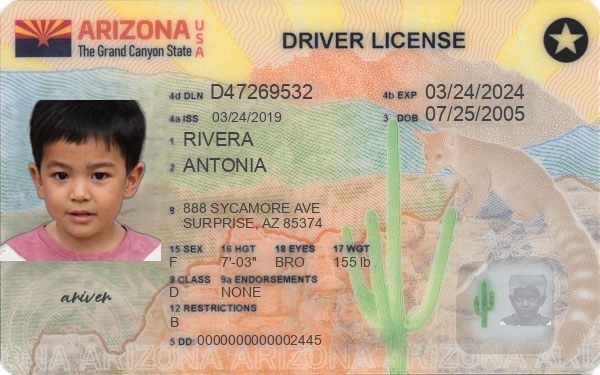 ARIZONA USA
The Grand Canyon State
DRIVER LICENSE
4d DLN D47269532
4b EXP 03/24/2024
4a ISS 03/24/2019
3 DOB 07/25/2005
1 RIVERA
2 ANTONIA
8 888 SYCAMORE AVE
SURPRISE, AZ 85374
15 SEX 16 HGT 18 EYES 17 WGT
F 7'-03" BRO 155 lb
9 CLASS 9a ENDORSEMENTS
D NONE
12 RESTRICTIONS
B
ariver
5 DD: 0000000000002445
ARIZONA ARIZONA ARIZONA ARIZONA